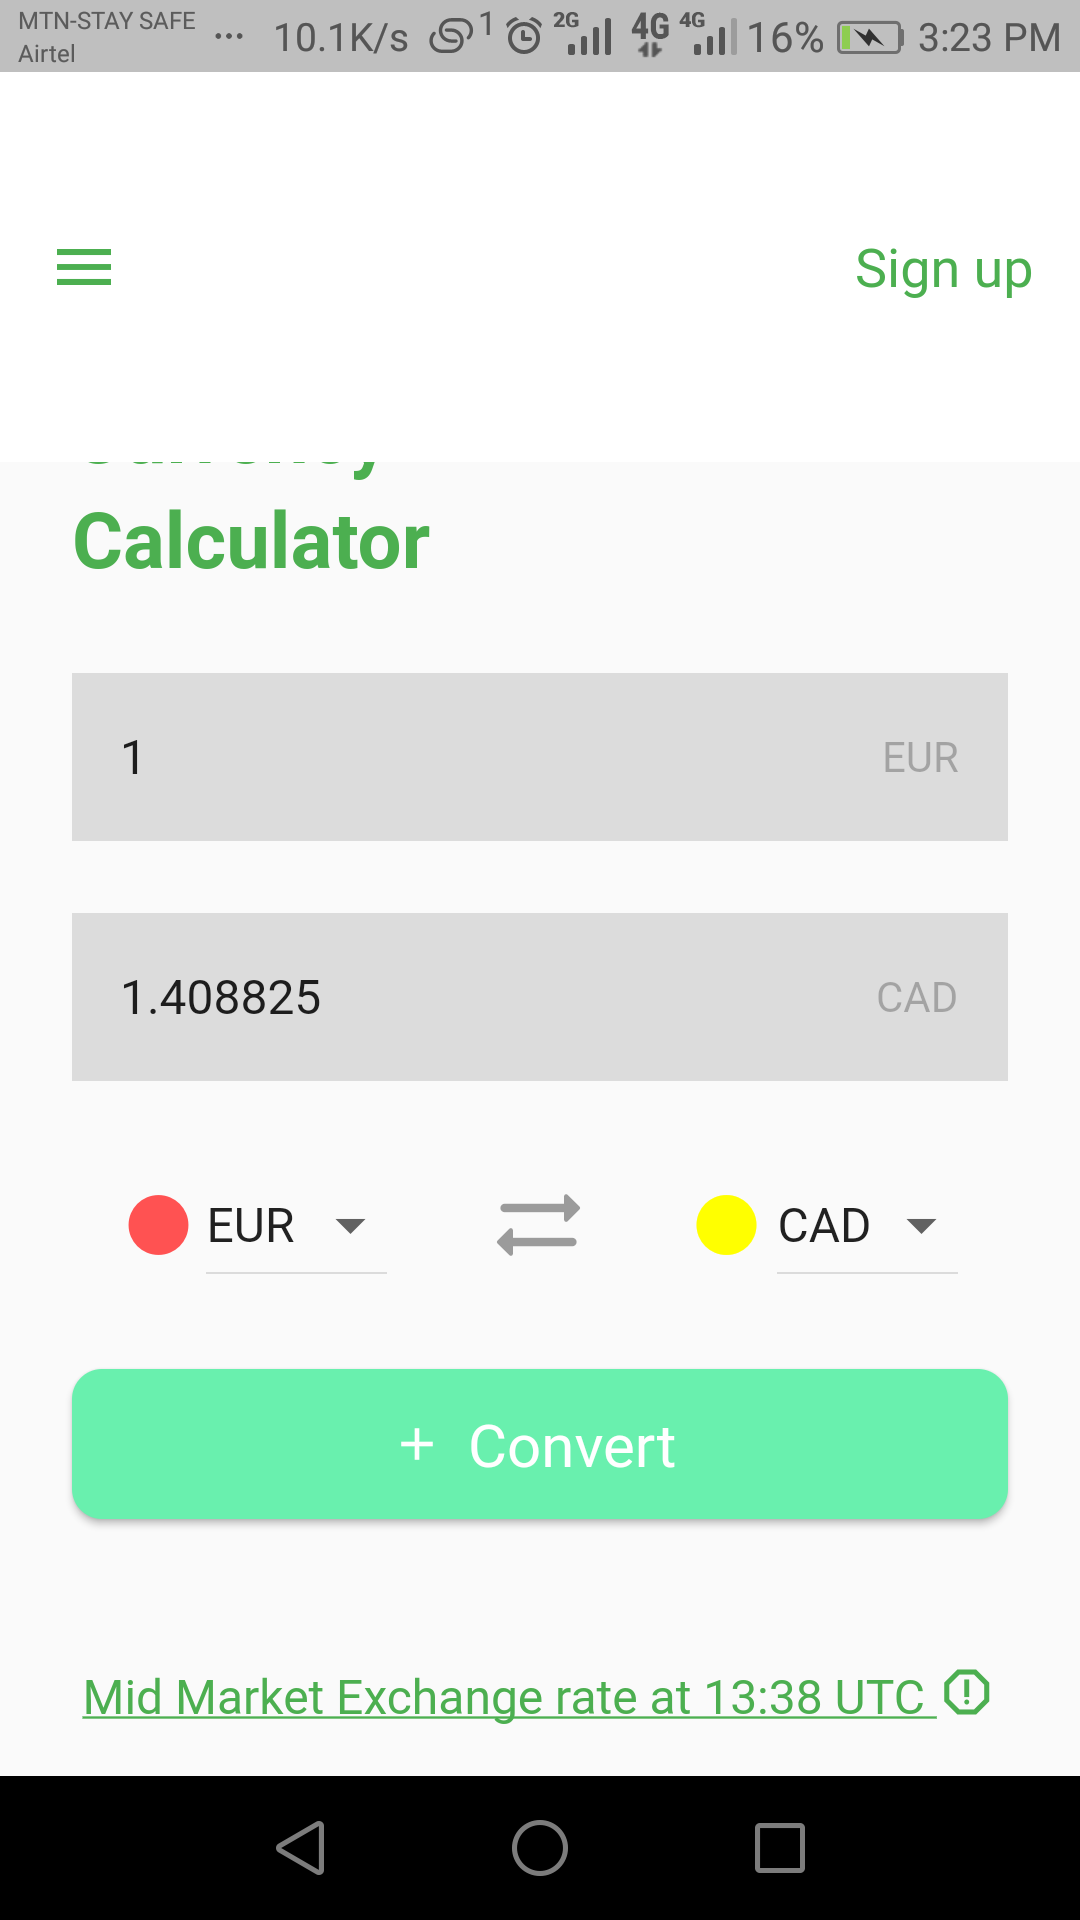 MTN-STAY SAFE
Airtel
... 10.1K/s 1 2G 4G 4G 16% 3:23 PM
Sign up
Currency
Calculator
1 EUR
1.408825 CAD
EUR CAD
+ Convert
Mid Market Exchange rate at 13:38 UTC